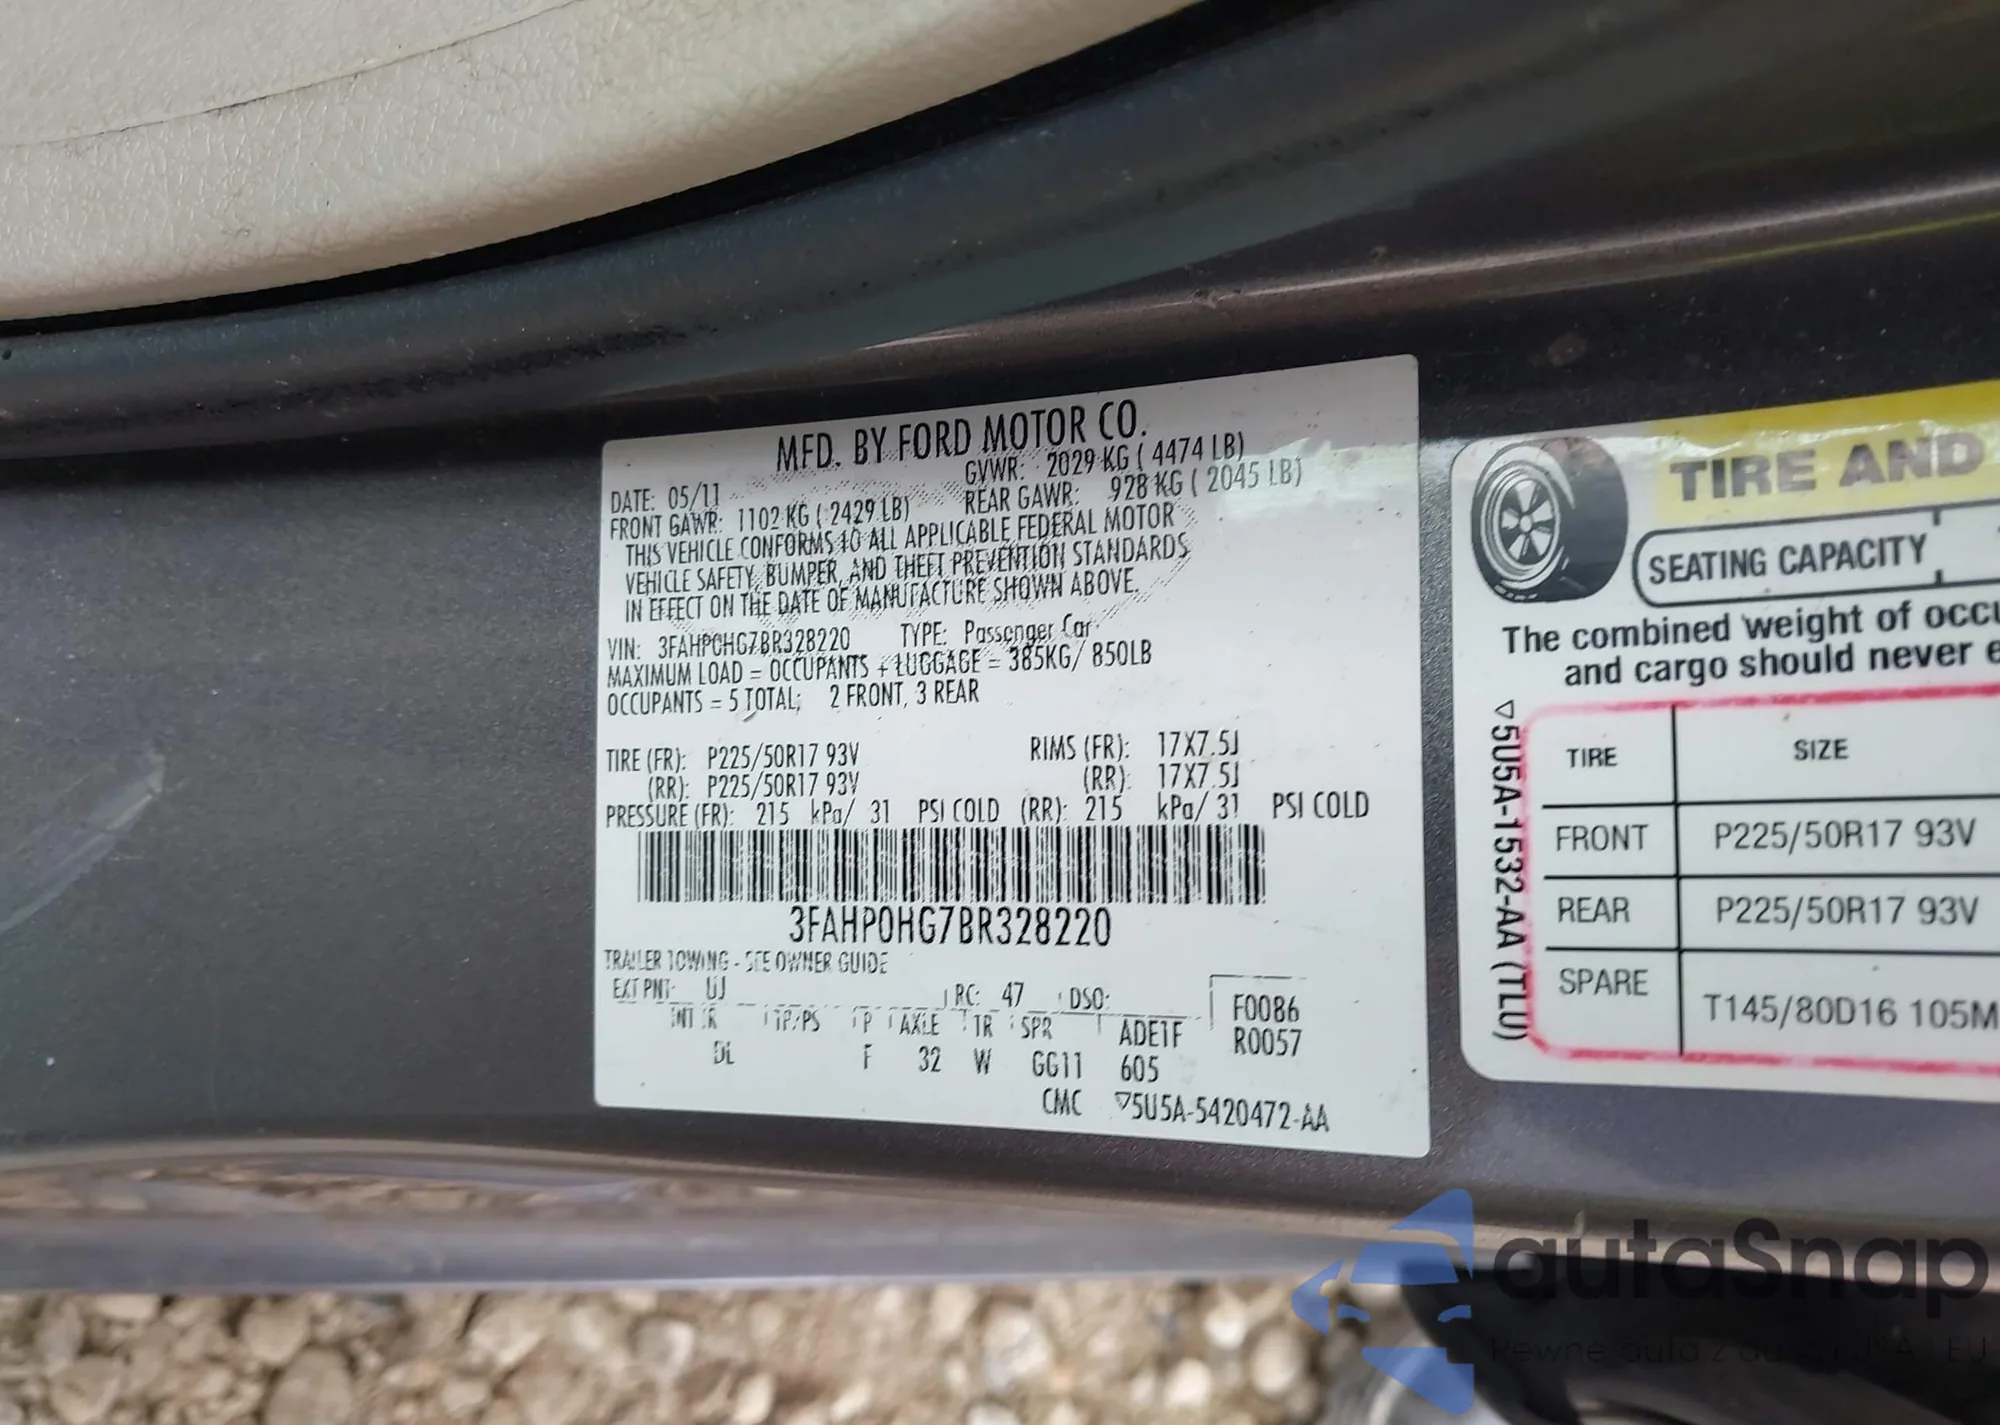 MFD. BY FORD MOTOR CO.
DATE: 05/11 GVWR: 2029 KG ( 4474 LB)
FRONT GAWR: 1102 KG ( 2429 LB) REAR GAWR: 928 KG ( 2045 LB)
THIS VEHICLE CONFORMS TO ALL APPLICABLE FEDERAL MOTOR
VEHICLE SAFETY, BUMPER, AND THEFT PREVENTION STANDARDS
IN EFFECT ON THE DATE OF MANUFACTURE SHOWN ABOVE.
VIN: 3FAHP0HG7BR328220 TYPE: Passenger Car
MAXIMUM LOAD = OCCUPANTS + LUGGAGE = 385KG/ 850LB
OCCUPANTS = 5 TOTAL; 2 FRONT, 3 REAR
TIRE (FR): P225/50R17 93V RIMS (FR): 17X7.5J
(RR): P225/50R17 93V (RR): 17X7.5J
PRESSURE (FR): 215 kPa/ 31 PSI COLD (RR): 215 kPa/ 31 PSI COLD
3FAHP0HG7BR328220
TRAILER TOWING - SEE OWNER GUIDE
EXT PNT: UJ RC: 47 DSO: F0086
INT TR TP/PS P AXLE TR SPR ADE1F R0057
DL F 32 W GG11 605
CMC ▽5U5A-5420472-AA
TIRE AND
SEATING CAPACITY
The combined weight of occu
and cargo should never e
▽5U5A-1532-AA (TLU)
TIRE SIZE
FRONT P225/50R17 93V
REAR P225/50R17 93V
SPARE T145/80D16 105M
autaSnap